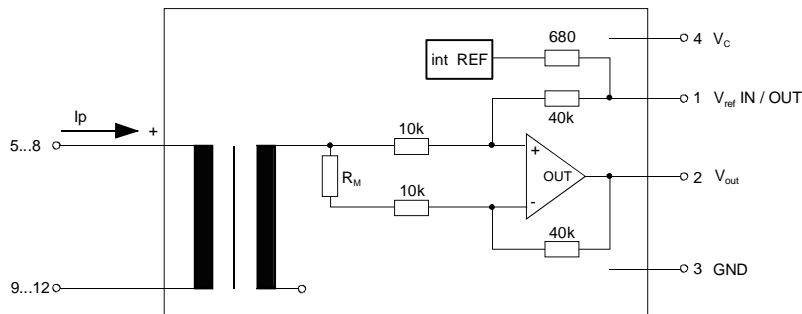 680
4 V_C
int REF
Ip
+
1 V_ref IN / OUT
40k
10k
5...8
+
OUT
2 V_out
R_M
10k
-
40k
3 GND
9...12